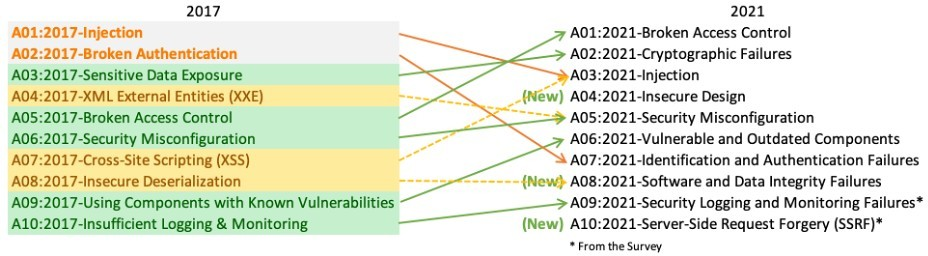 2017
2021
A01:2017-Injection
A02:2017-Broken Authentication
A03:2017-Sensitive Data Exposure
A04:2017-XML External Entities (XXE)
A05:2017-Broken Access Control
A06:2017-Security Misconfiguration
A07:2017-Cross-Site Scripting (XSS)
A08:2017-Insecure Deserialization
A09:2017-Using Components with Known Vulnerabilities
A10:2017-Insufficient Logging & Monitoring
A01:2021-Broken Access Control
A02:2021-Cryptographic Failures
A03:2021-Injection
(New) A04:2021-Insecure Design
A05:2021-Security Misconfiguration
A06:2021-Vulnerable and Outdated Components
A07:2021-Identification and Authentication Failures
(New) A08:2021-Software and Data Integrity Failures
A09:2021-Security Logging and Monitoring Failures*
(New) A10:2021-Server-Side Request Forgery (SSRF)*
* From the Survey